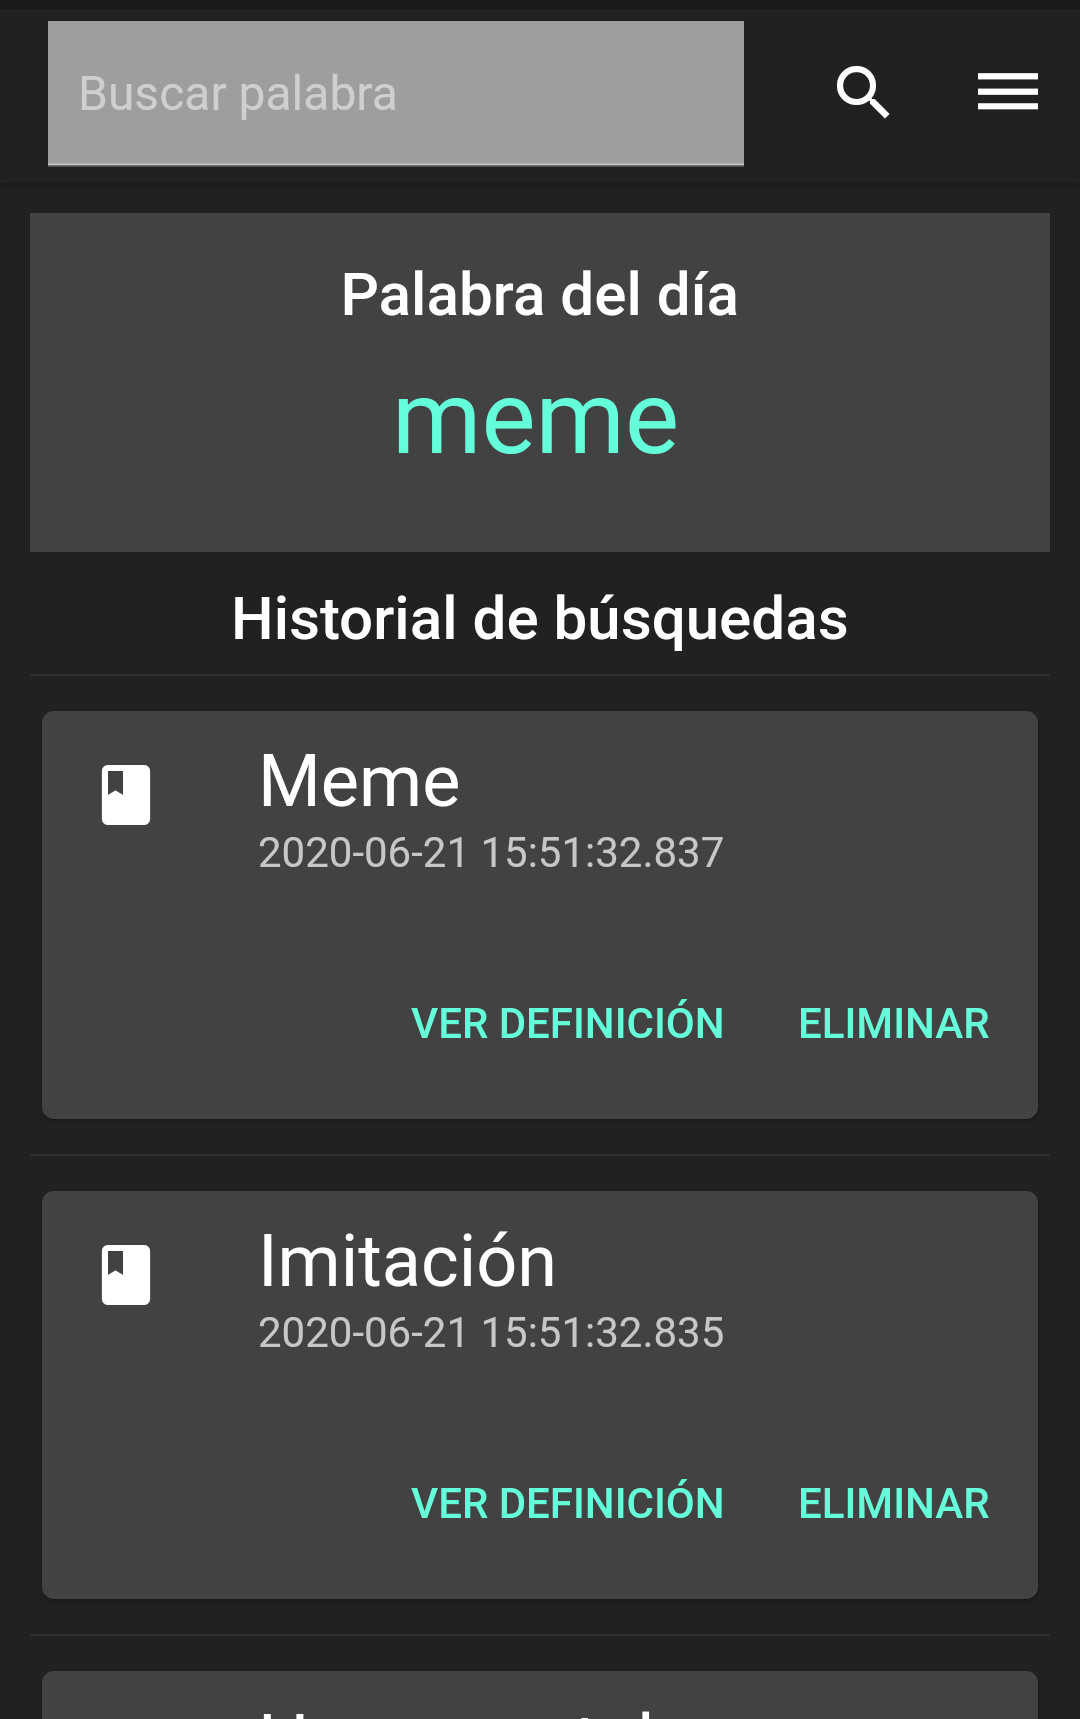 Buscar palabra
Palabra del día
meme
Historial de búsquedas
Meme
2020-06-21 15:51:32.837
VER DEFINICIÓN ELIMINAR
Imitación
2020-06-21 15:51:32.835
VER DEFINICIÓN ELIMINAR